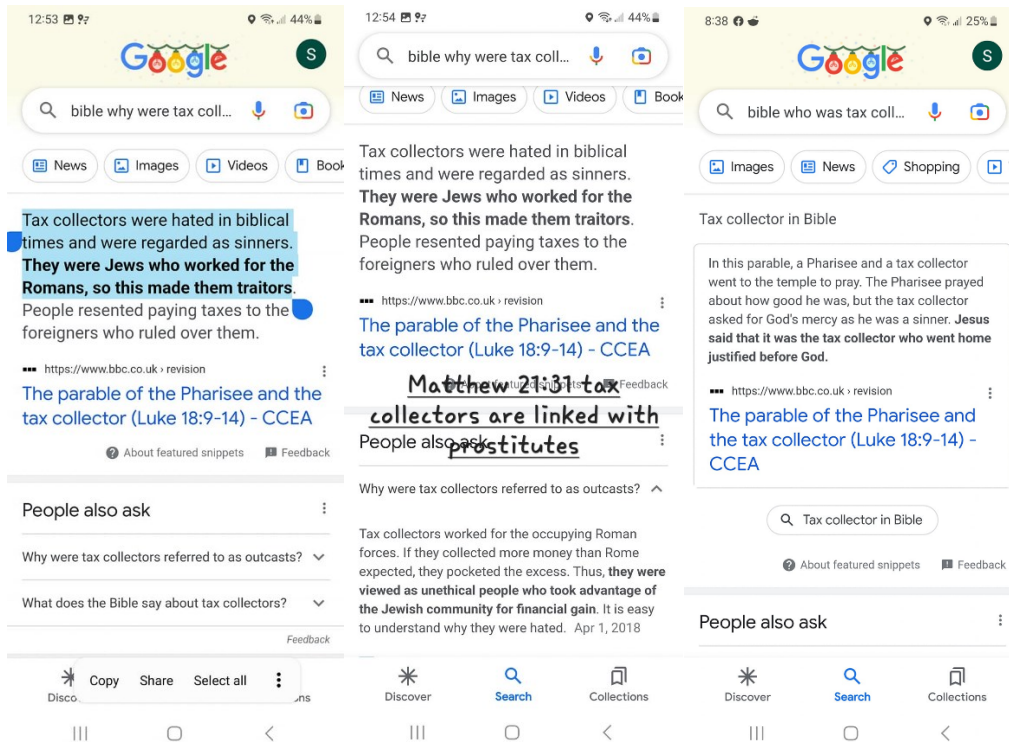 12:53
44%
Google
S
bible why were tax coll...
News
Images
Videos
Book
Tax collectors were hated in biblical
times and were regarded as sinners.
They were Jews who worked for the
Romans, so this made them traitors.
People resented paying taxes to the
foreigners who ruled over them.
https://www.bbc.co.uk › revision
The parable of the Pharisee and the
tax collector (Luke 18:9-14) - CCEA
About featured snippets
Feedback
People also ask
Why were tax collectors referred to as outcasts?
What does the Bible say about tax collectors?
Feedback
Disco
Copy
Share
Select all
ns
12:54
44%
bible why were tax coll...
News
Images
Videos
Book
Tax collectors were hated in biblical
times and were regarded as sinners.
They were Jews who worked for the
Romans, so this made them traitors.
People resented paying taxes to the
foreigners who ruled over them.
https://www.bbc.co.uk › revision
The parable of the Pharisee and the
tax collector (Luke 18:9-14) - CCEA
About featured snippets
Feedback
Matthew 21:31 tax
collectors are linked with
prostitutes
People also ask
Why were tax collectors referred to as outcasts?
Tax collectors worked for the occupying Roman
forces. If they collected more money than Rome
expected, they pocketed the excess. Thus, they were
viewed as unethical people who took advantage of
the Jewish community for financial gain. It is easy
to understand why they were hated. Apr 1, 2018
Discover
Search
Collections
8:38
25%
Google
S
bible who was tax coll...
Images
News
Shopping
Tax collector in Bible
In this parable, a Pharisee and a tax collector
went to the temple to pray. The Pharisee prayed
about how good he was, but the tax collector
asked for God's mercy as he was a sinner. Jesus
said that it was the tax collector who went home
justified before God.
https://www.bbc.co.uk › revision
The parable of the Pharisee and
the tax collector (Luke 18:9-14) -
CCEA
Tax collector in Bible
About featured snippets
Feedback
People also ask
Discover
Search
Collections